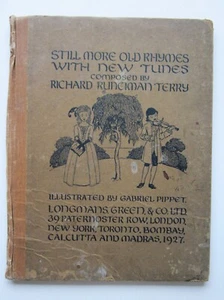 STILL MORE OLD RHYMES
WITH NEW TUNES
COMPOSED BY
RICHARD RUNCIMAN TERRY
ILLUSTRATED BY GABRIEL PIPPET.
LONGMANS, GREEN, & CO. LTD
39 PATERNOSTER ROW, LONDON,
NEW YORK, TORONTO, BOMBAY,
CALCUTTA AND MADRAS, 1927.